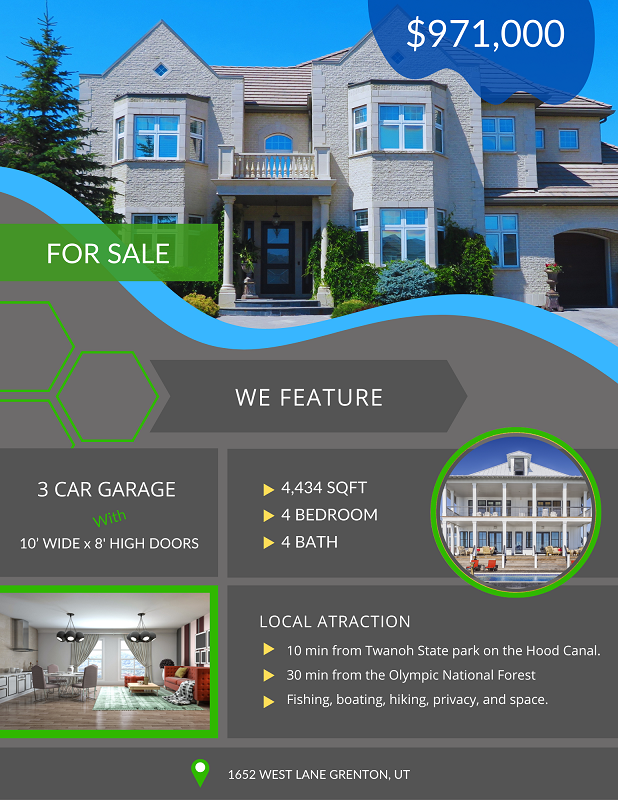 $971,000
FOR SALE
WE FEATURE
3 CAR GARAGE
With
10' WIDE x 8' HIGH DOORS
4,434 SQFT
4 BEDROOM
4 BATH
LOCAL ATRACTION
10 min from Twanoh State park on the Hood Canal.
30 min from the Olympic National Forest
Fishing, boating, hiking, privacy, and space.
1652 WEST LANE GRENTON, UT